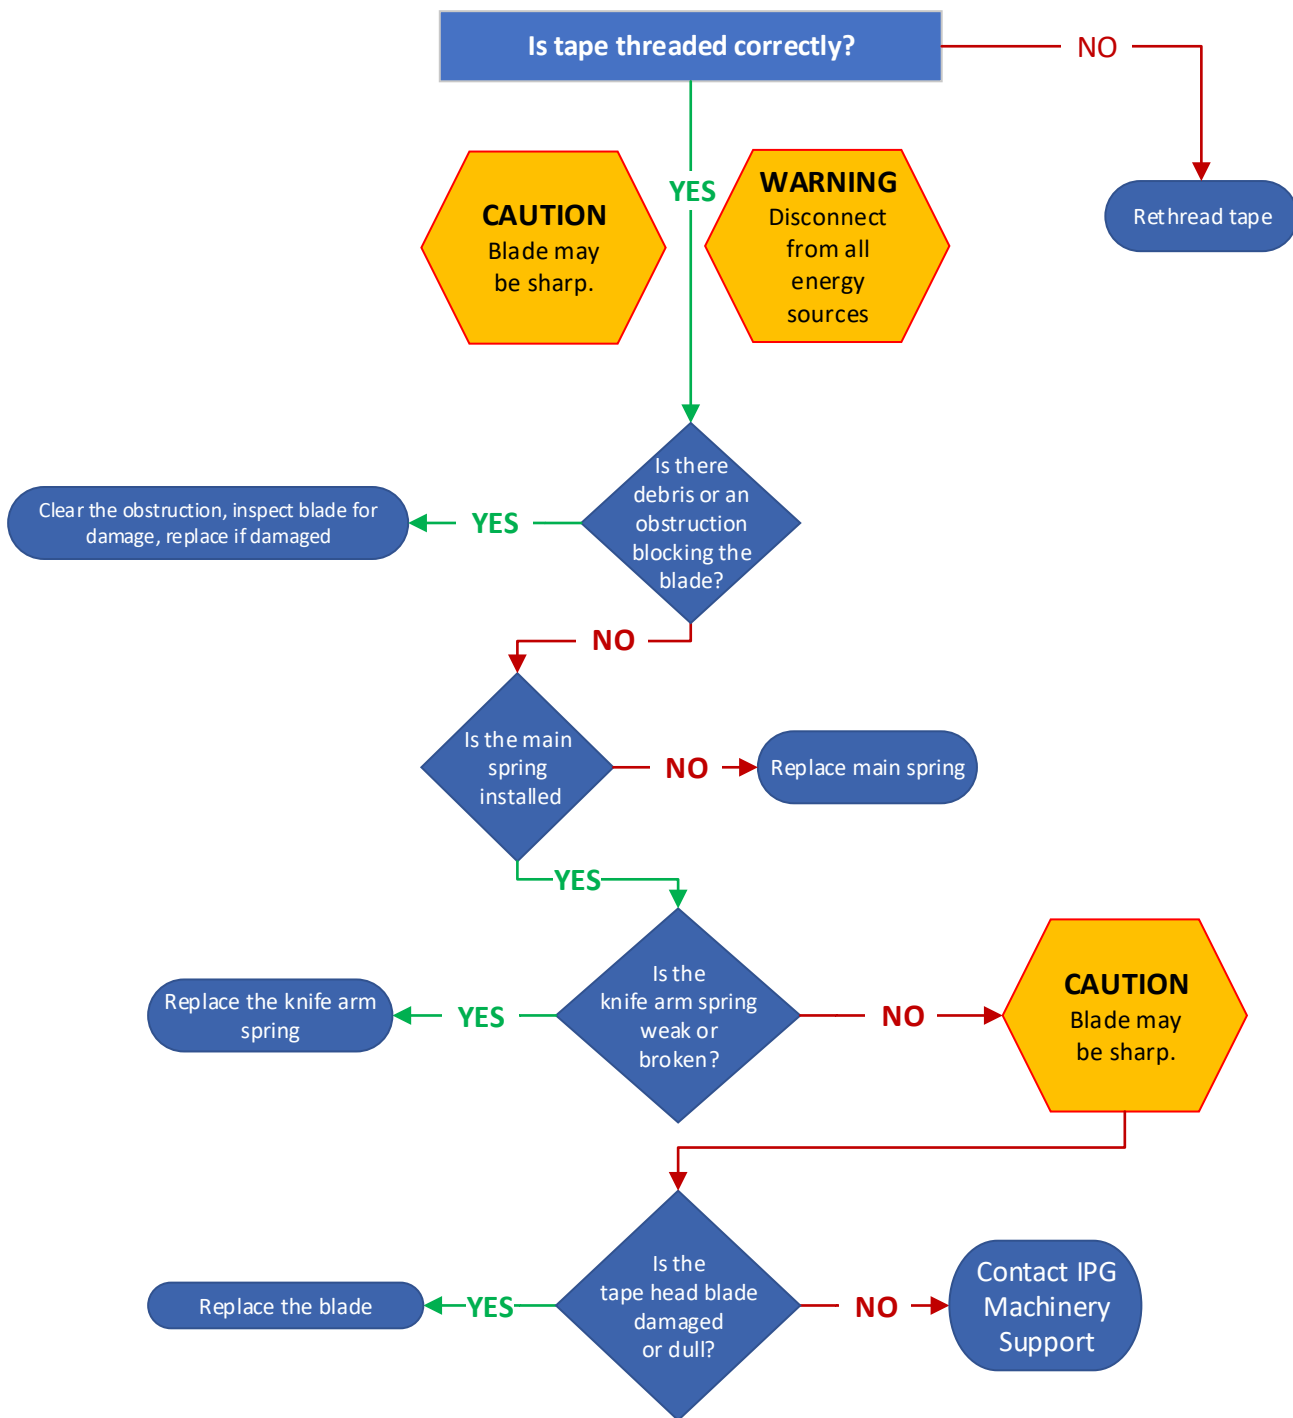 Is tape threaded correctly?
NO
YES
CAUTION
Blade may
be sharp.
WARNING
Disconnect
from all
energy
sources
Rethread tape
Is there
debris or an
obstruction
blocking the
blade?
YES
Clear the obstruction, inspect blade for
damage, replace if damaged
NO
Is the main
spring
installed
NO
Replace main spring
YES
Is the
knife arm spring
weak or
broken?
YES
Replace the knife arm
spring
NO
CAUTION
Blade may
be sharp.
Is the
tape head blade
damaged
or dull?
YES
Replace the blade
NO
Contact IPG
Machinery
Support